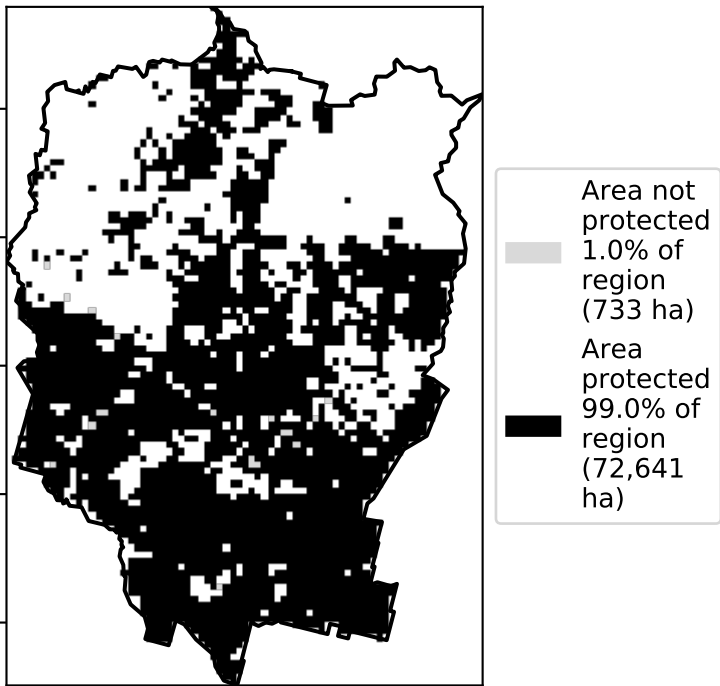 Area not
protected
1.0% of
region
(733 ha)
Area
protected
99.0% of
region
(72,641
ha)